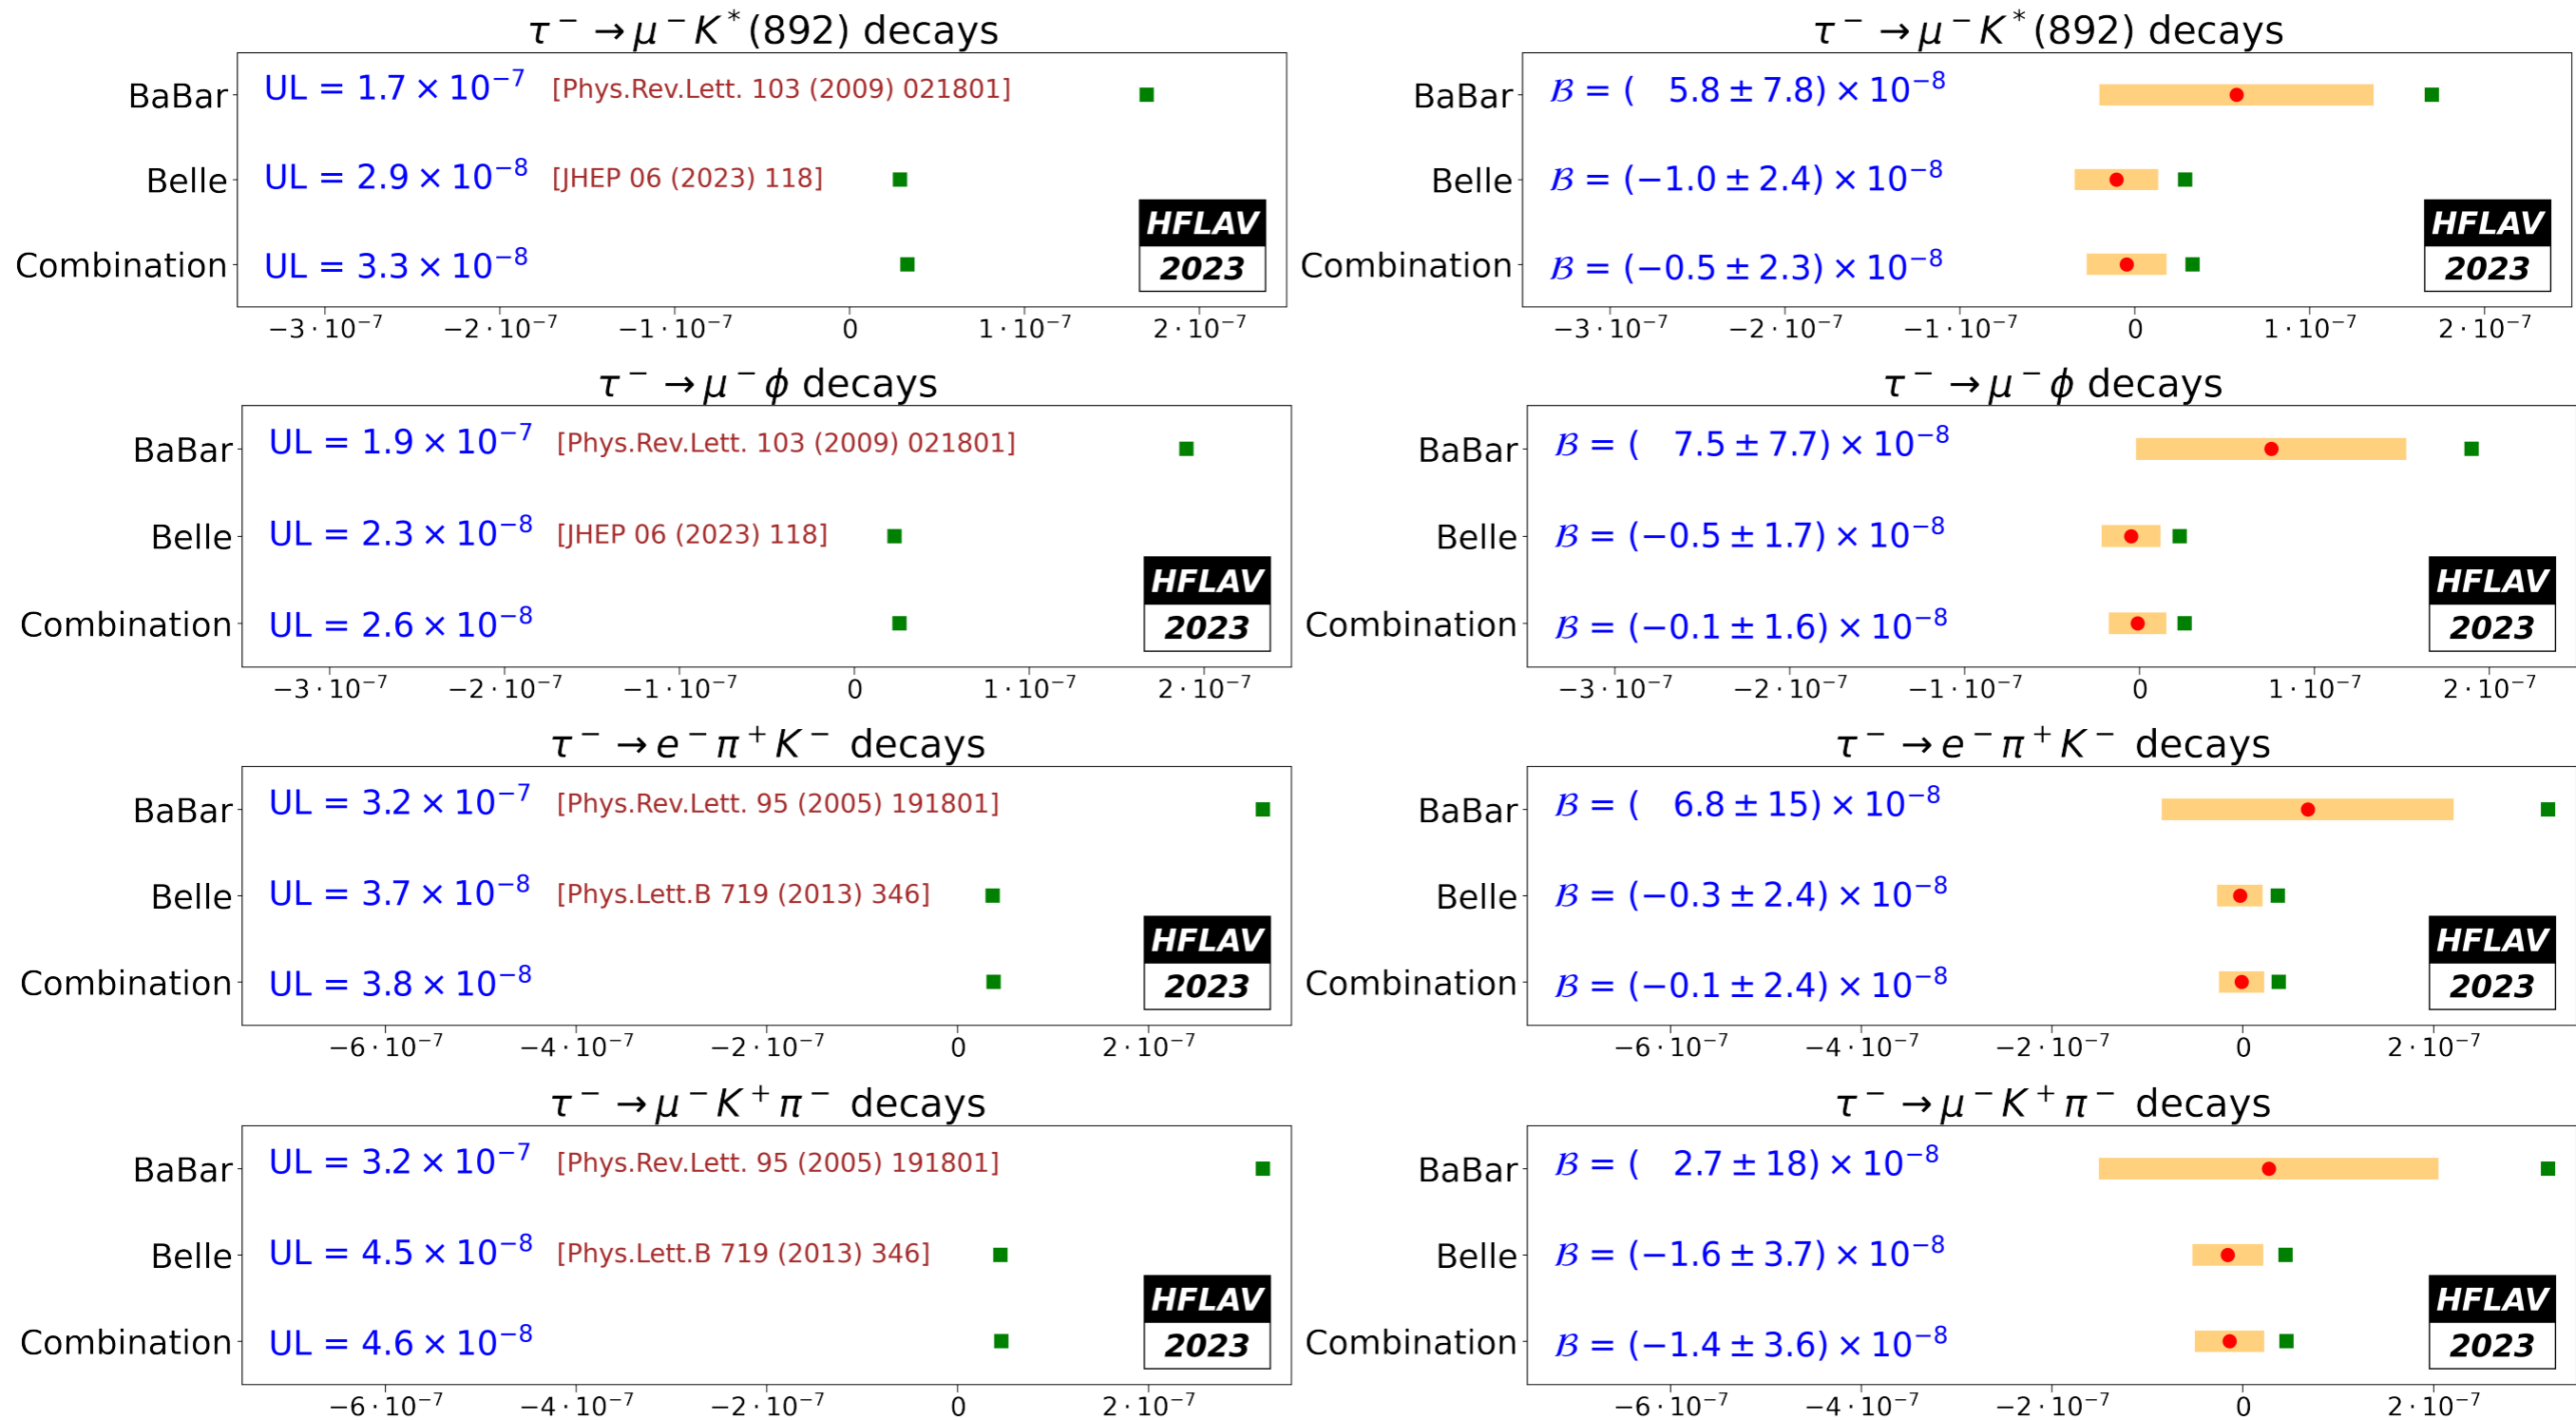 τ⁻ → μ⁻K*(892) decays
BaBar UL = 1.7 × 10⁻⁷ [Phys.Rev.Lett. 103 (2009) 021801]
Belle UL = 2.9 × 10⁻⁸ [JHEP 06 (2023) 118]
Combination UL = 3.3 × 10⁻⁸
HFLAV
2023
−3·10⁻⁷ −2·10⁻⁷ −1·10⁻⁷ 0 1·10⁻⁷ 2·10⁻⁷
τ⁻ → μ⁻K*(892) decays
BaBar ℬ = ( 5.8 ± 7.8) × 10⁻⁸
Belle ℬ = (−1.0 ± 2.4) × 10⁻⁸
Combination ℬ = (−0.5 ± 2.3) × 10⁻⁸
HFLAV
2023
−3·10⁻⁷ −2·10⁻⁷ −1·10⁻⁷ 0 1·10⁻⁷ 2·10⁻⁷
τ⁻ → μ⁻ϕ decays
BaBar UL = 1.9 × 10⁻⁷ [Phys.Rev.Lett. 103 (2009) 021801]
Belle UL = 2.3 × 10⁻⁸ [JHEP 06 (2023) 118]
Combination UL = 2.6 × 10⁻⁸
HFLAV
2023
−3·10⁻⁷ −2·10⁻⁷ −1·10⁻⁷ 0 1·10⁻⁷ 2·10⁻⁷
τ⁻ → μ⁻ϕ decays
BaBar ℬ = ( 7.5 ± 7.7) × 10⁻⁸
Belle ℬ = (−0.5 ± 1.7) × 10⁻⁸
Combination ℬ = (−0.1 ± 1.6) × 10⁻⁸
HFLAV
2023
−3·10⁻⁷ −2·10⁻⁷ −1·10⁻⁷ 0 1·10⁻⁷ 2·10⁻⁷
τ⁻ → e⁻π⁺K⁻ decays
BaBar UL = 3.2 × 10⁻⁷ [Phys.Rev.Lett. 95 (2005) 191801]
Belle UL = 3.7 × 10⁻⁸ [Phys.Lett.B 719 (2013) 346]
Combination UL = 3.8 × 10⁻⁸
HFLAV
2023
−6·10⁻⁷ −4·10⁻⁷ −2·10⁻⁷ 0 2·10⁻⁷
τ⁻ → e⁻π⁺K⁻ decays
BaBar ℬ = ( 6.8 ± 15) × 10⁻⁸
Belle ℬ = (−0.3 ± 2.4) × 10⁻⁸
Combination ℬ = (−0.1 ± 2.4) × 10⁻⁸
HFLAV
2023
−6·10⁻⁷ −4·10⁻⁷ −2·10⁻⁷ 0 2·10⁻⁷
τ⁻ → μ⁻K⁺π⁻ decays
BaBar UL = 3.2 × 10⁻⁷ [Phys.Rev.Lett. 95 (2005) 191801]
Belle UL = 4.5 × 10⁻⁸ [Phys.Lett.B 719 (2013) 346]
Combination UL = 4.6 × 10⁻⁸
HFLAV
2023
−6·10⁻⁷ −4·10⁻⁷ −2·10⁻⁷ 0 2·10⁻⁷
τ⁻ → μ⁻K⁺π⁻ decays
BaBar ℬ = ( 2.7 ± 18) × 10⁻⁸
Belle ℬ = (−1.6 ± 3.7) × 10⁻⁸
Combination ℬ = (−1.4 ± 3.6) × 10⁻⁸
HFLAV
2023
−6·10⁻⁷ −4·10⁻⁷ −2·10⁻⁷ 0 2·10⁻⁷